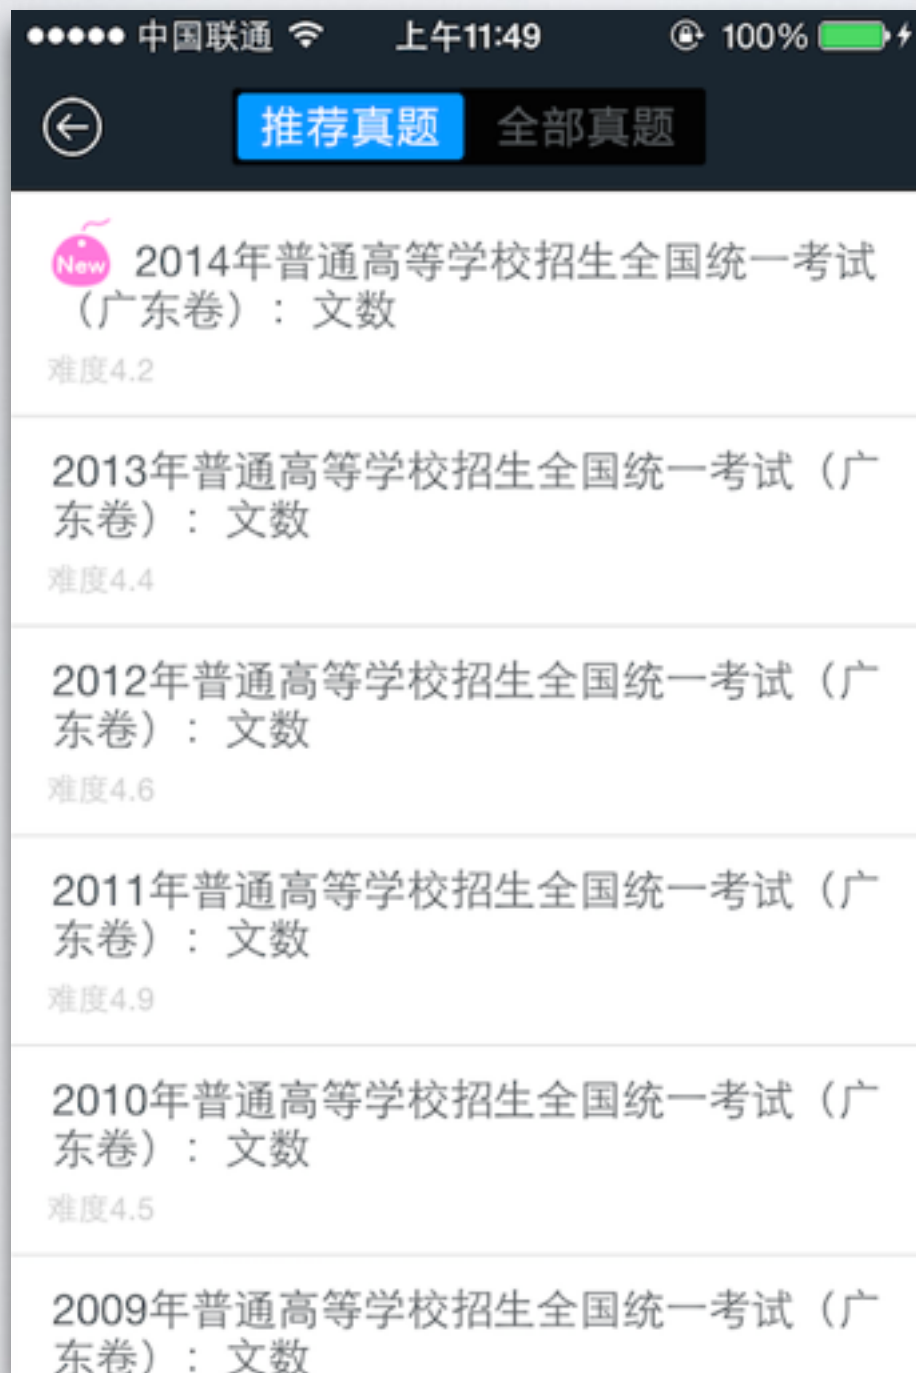 中国联通 上午11:49 100%
推荐真题 全部真题
New 2014年普通高等学校招生全国统一考试
（广东卷）：文数
难度4.2
2013年普通高等学校招生全国统一考试（广
东卷）：文数
难度4.4
2012年普通高等学校招生全国统一考试（广
东卷）：文数
难度4.6
2011年普通高等学校招生全国统一考试（广
东卷）：文数
难度4.9
2010年普通高等学校招生全国统一考试（广
东卷）：文数
难度4.5
2009年普通高等学校招生全国统一考试（广
东卷）：文数